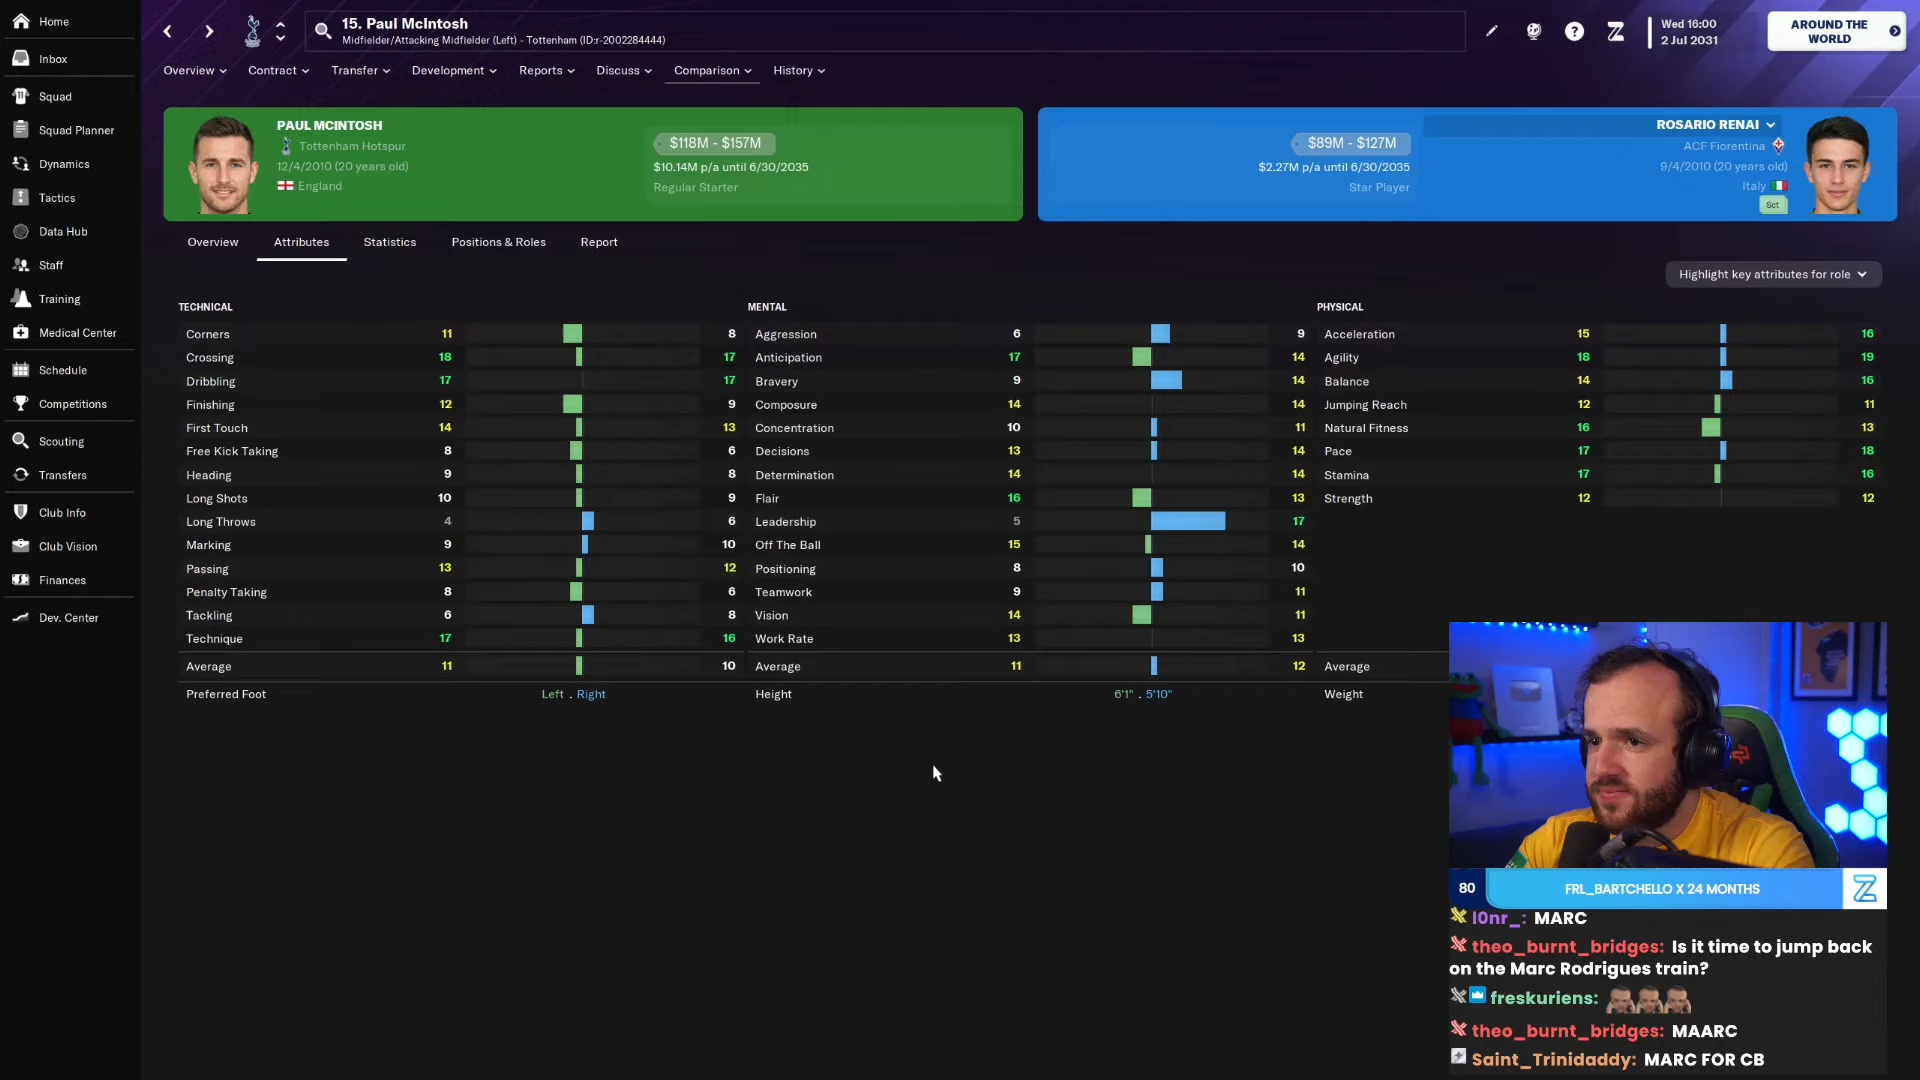 Home
Inbox
Squad
Squad Planner
Dynamics
Tactics
Data Hub
Staff
Training
Medical Center
Schedule
Competitions
Scouting
Transfers
Club Info
Club Vision
Finances
Dev. Center
15. Paul McIntosh
Midfielder/Attacking Midfielder (Left) - Tottenham (ID:r-2002284444)
Wed 16:00
2 Jul 2031
AROUND THE
WORLD
Overview Contract Transfer Development Reports Discuss Comparison History
PAUL MCINTOSH
Tottenham Hotspur
12/4/2010 (20 years old)
England
$118M - $157M
$10.14M p/a until 6/30/2035
Regular Starter
$89M - $127M
$2.27M p/a until 6/30/2035
Star Player
ROSARIO RENAI
ACF Fiorentina
9/4/2010 (20 years old)
Italy
Sct
Overview Attributes Statistics Positions & Roles Report
Highlight key attributes for role
TECHNICAL
Corners 11 8
Crossing 18 17
Dribbling 17 17
Finishing 12 9
First Touch 14 13
Free Kick Taking 8 6
Heading 9 8
Long Shots 10 9
Long Throws 4 6
Marking 9 10
Passing 13 12
Penalty Taking 8 6
Tackling 6 8
Technique 17 16
Average 11 10
Preferred Foot Left . Right
MENTAL
Aggression 6 9
Anticipation 17 14
Bravery 9 14
Composure 14 14
Concentration 10 11
Decisions 13 14
Determination 14 14
Flair 16 13
Leadership 5 17
Off The Ball 15 14
Positioning 8 10
Teamwork 9 11
Vision 14 11
Work Rate 13 13
Average 11 12
Height 6'1" . 5'10"
PHYSICAL
Acceleration 15 16
Agility 18 19
Balance 14 16
Jumping Reach 12 11
Natural Fitness 16 13
Pace 17 18
Stamina 17 16
Strength 12 12
Average
Weight
80 FRL_BARTCHELLO X 24 MONTHS
l0nr_: MARC
theo_burnt_bridges: Is it time to jump back
on the Marc Rodrigues train?
freskuriens:
theo_burnt_bridges: MAARC
Saint_Trinidaddy: MARC FOR CB